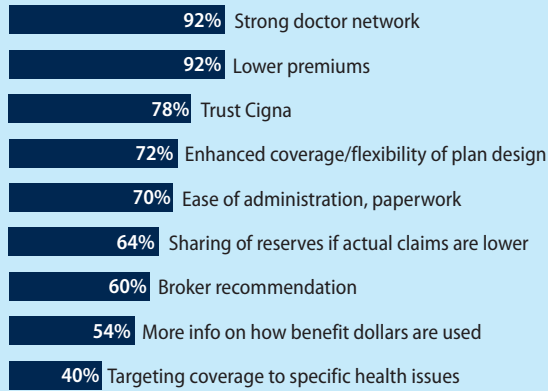 92% Strong doctor network
92% Lower premiums
78% Trust Cigna
72% Enhanced coverage/flexibility of plan design
70% Ease of administration, paperwork
64% Sharing of reserves if actual claims are lower
60% Broker recommendation
54% More info on how benefit dollars are used
40% Targeting coverage to specific health issues